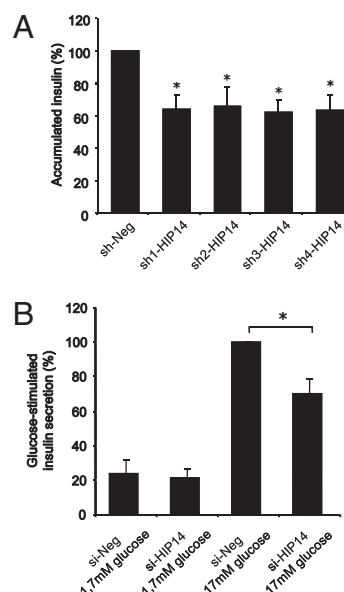 A
Accumulated insulin (%)
120
100
80
60
40
20
0
*
*
*
*
sh-Neg
sh1-HIP14
sh2-HIP14
sh3-HIP14
sh4-HIP14
B
Glucose-stimulated
insulin secretion (%)
120
100
80
60
40
20
0
*
si-Neg
1,7mM glucose
si-HIP14
1,7mM glucose
si-Neg
17mM glucose
si-HIP14
17mM glucose